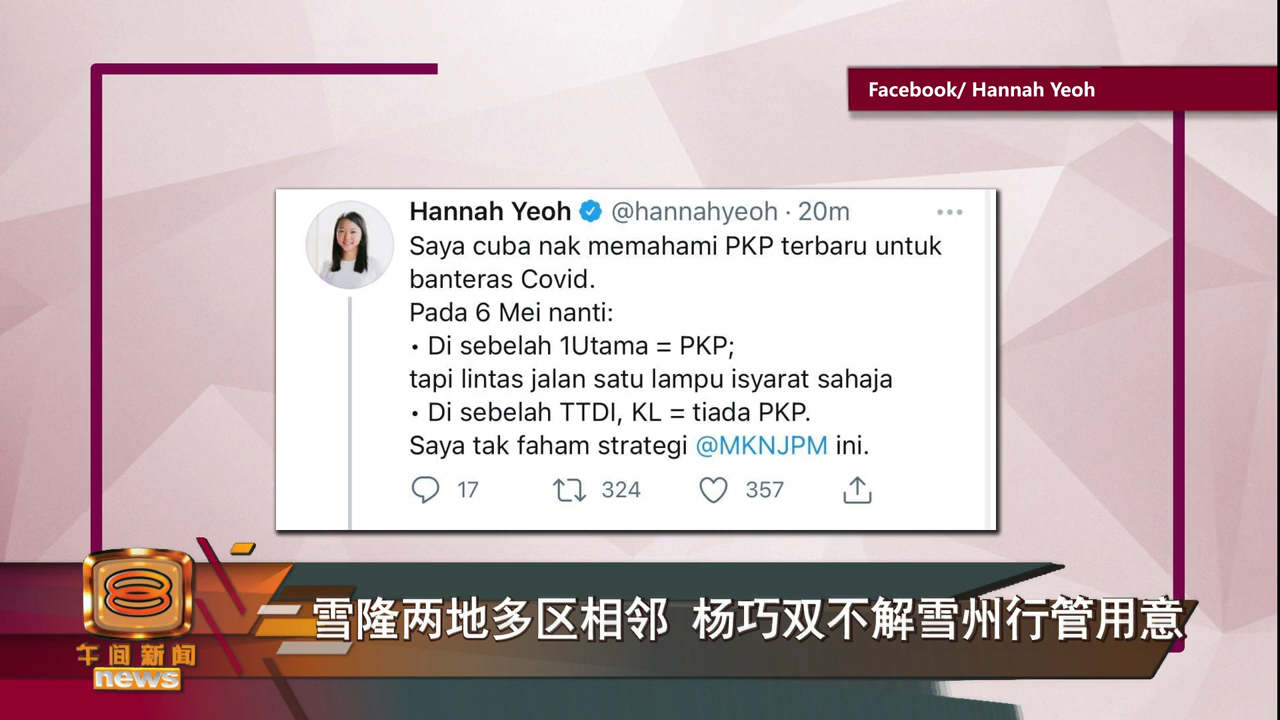 Facebook/ Hannah Yeoh
Hannah Yeoh @hannahyeoh · 20m
Saya cuba nak memahami PKP terbaru untuk
banteras Covid.
Pada 6 Mei nanti:
• Di sebelah 1Utama = PKP;
tapi lintas jalan satu lampu isyarat sahaja
• Di sebelah TTDI, KL = tiada PKP.
Saya tak faham strategi @MKNJPM ini.
17 324 357
雪隆两地多区相邻 杨巧双不解雪州行管用意
8
午间新闻
news